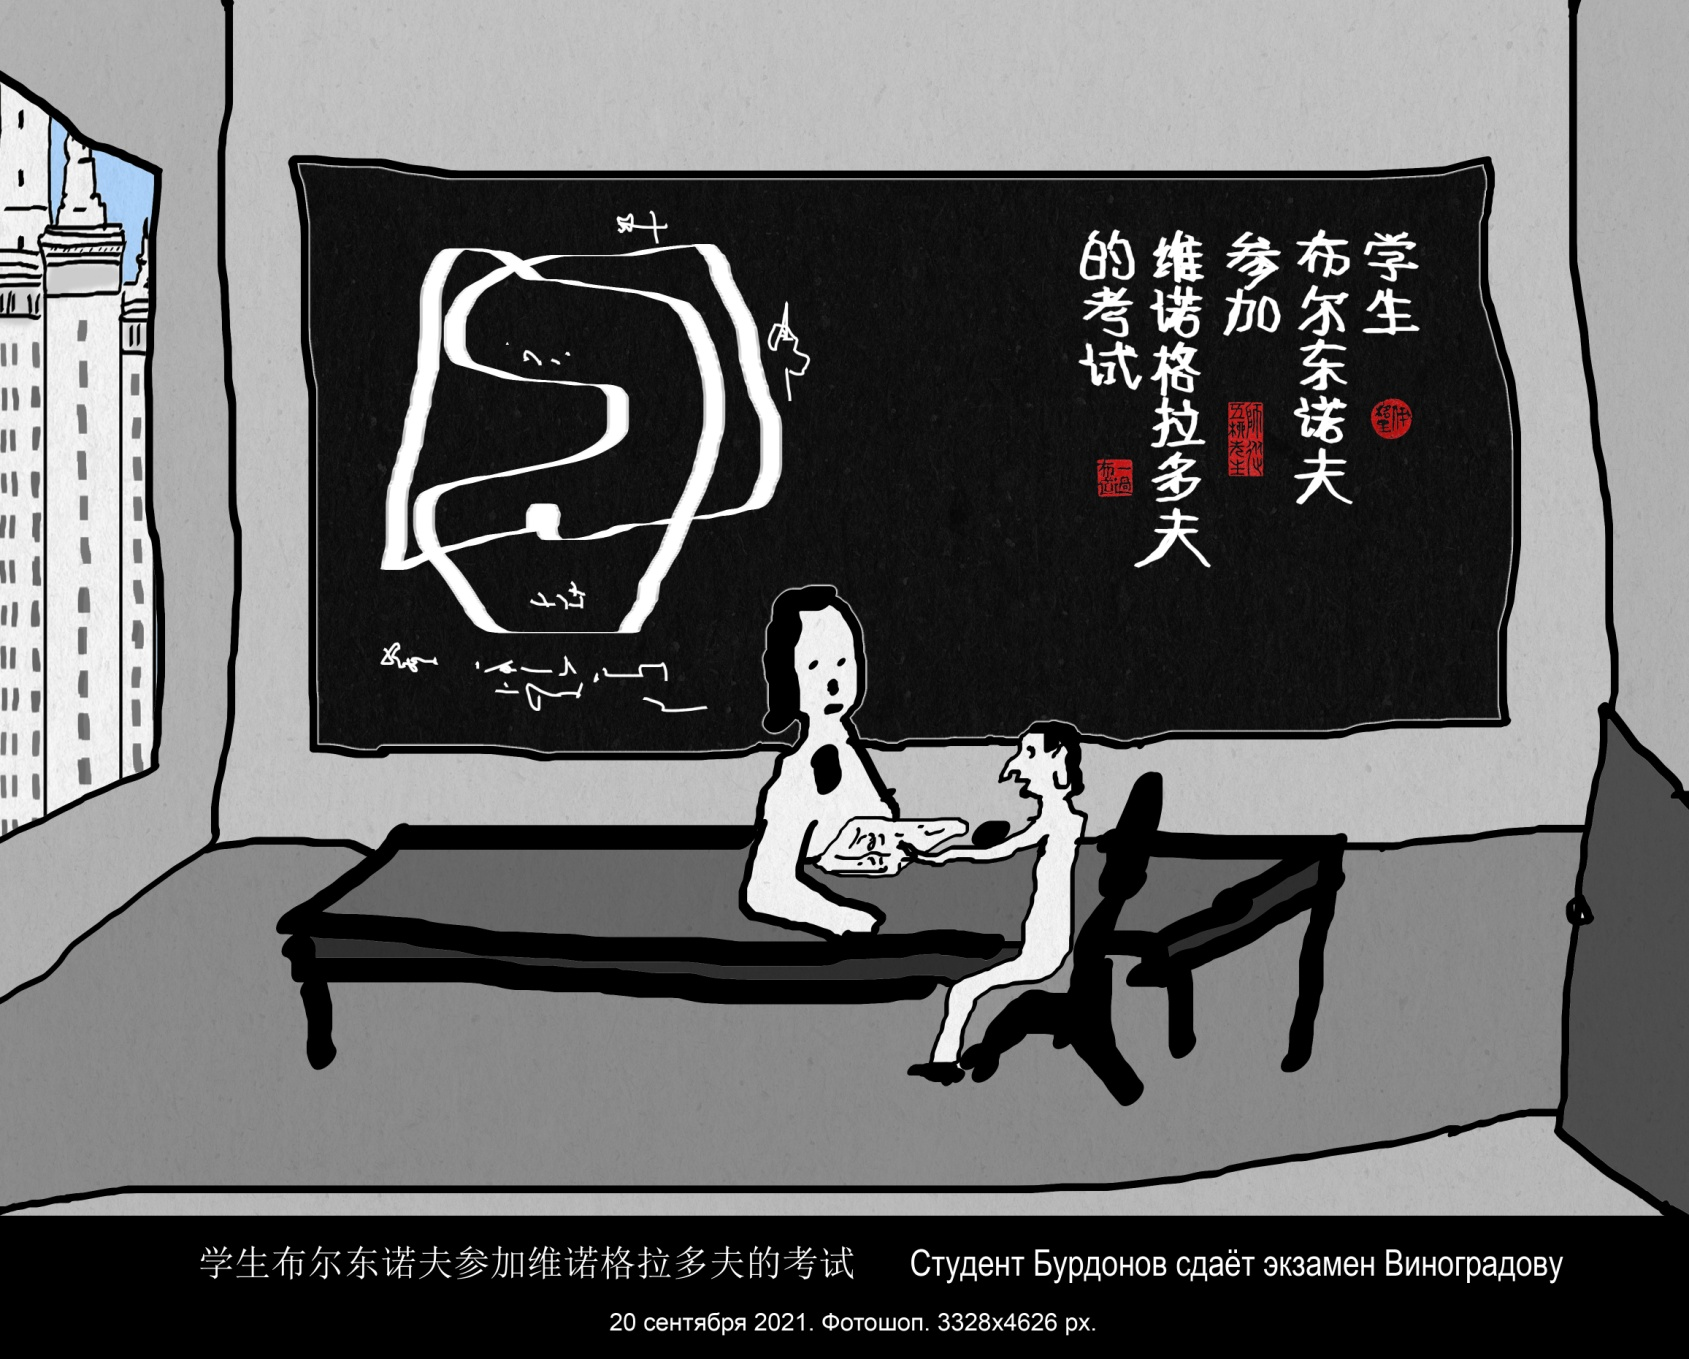 学生
布尔东诺夫
参加
维诺格拉多夫
的考试
学生布尔东诺夫参加维诺格拉多夫的考试
Студент Бурдонов сдаёт экзамен Виноградову
20 сентября 2021. Фотошоп. 3328x4626 px.